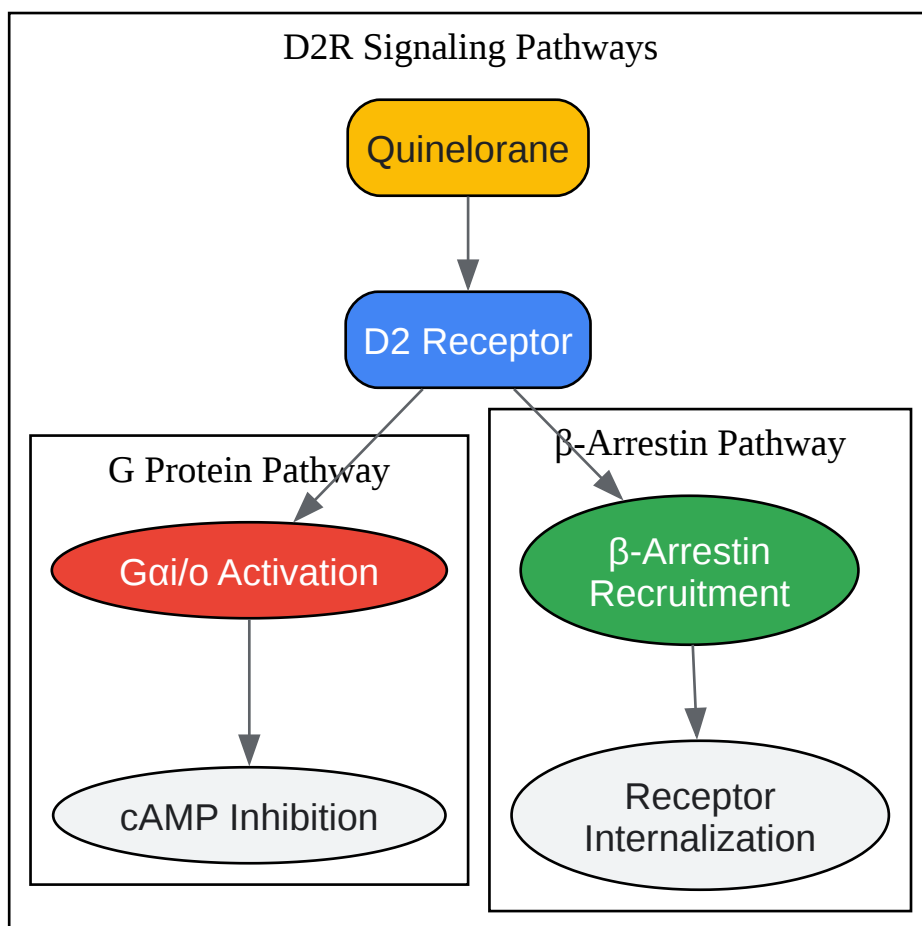 D2R Signaling Pathways
Quinelorane
D2 Receptor
G Protein Pathway
Gαi/o Activation
cAMP Inhibition
β-Arrestin Pathway
β-Arrestin
Recruitment
Receptor
Internalization